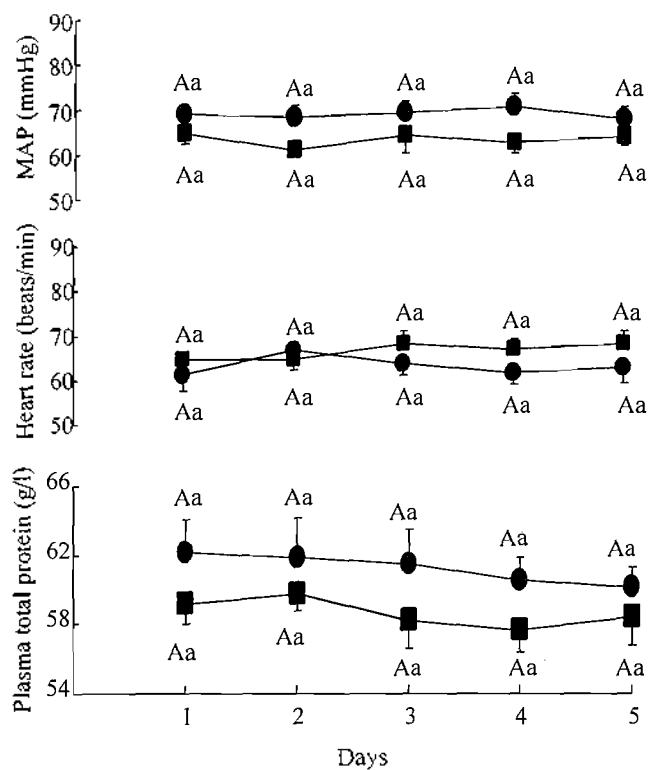 MAP (mmHg)
90
80
70
60
50
Aa Aa Aa Aa Aa
Aa Aa Aa Aa Aa
Heart rate (beats/min)
90
80
70
60
50
Aa Aa Aa Aa Aa
Aa Aa Aa Aa Aa
Plasma total protein (g/l)
66
62
58
54
Aa Aa Aa Aa Aa
Aa Aa Aa Aa Aa
1 2 3 4 5
Days